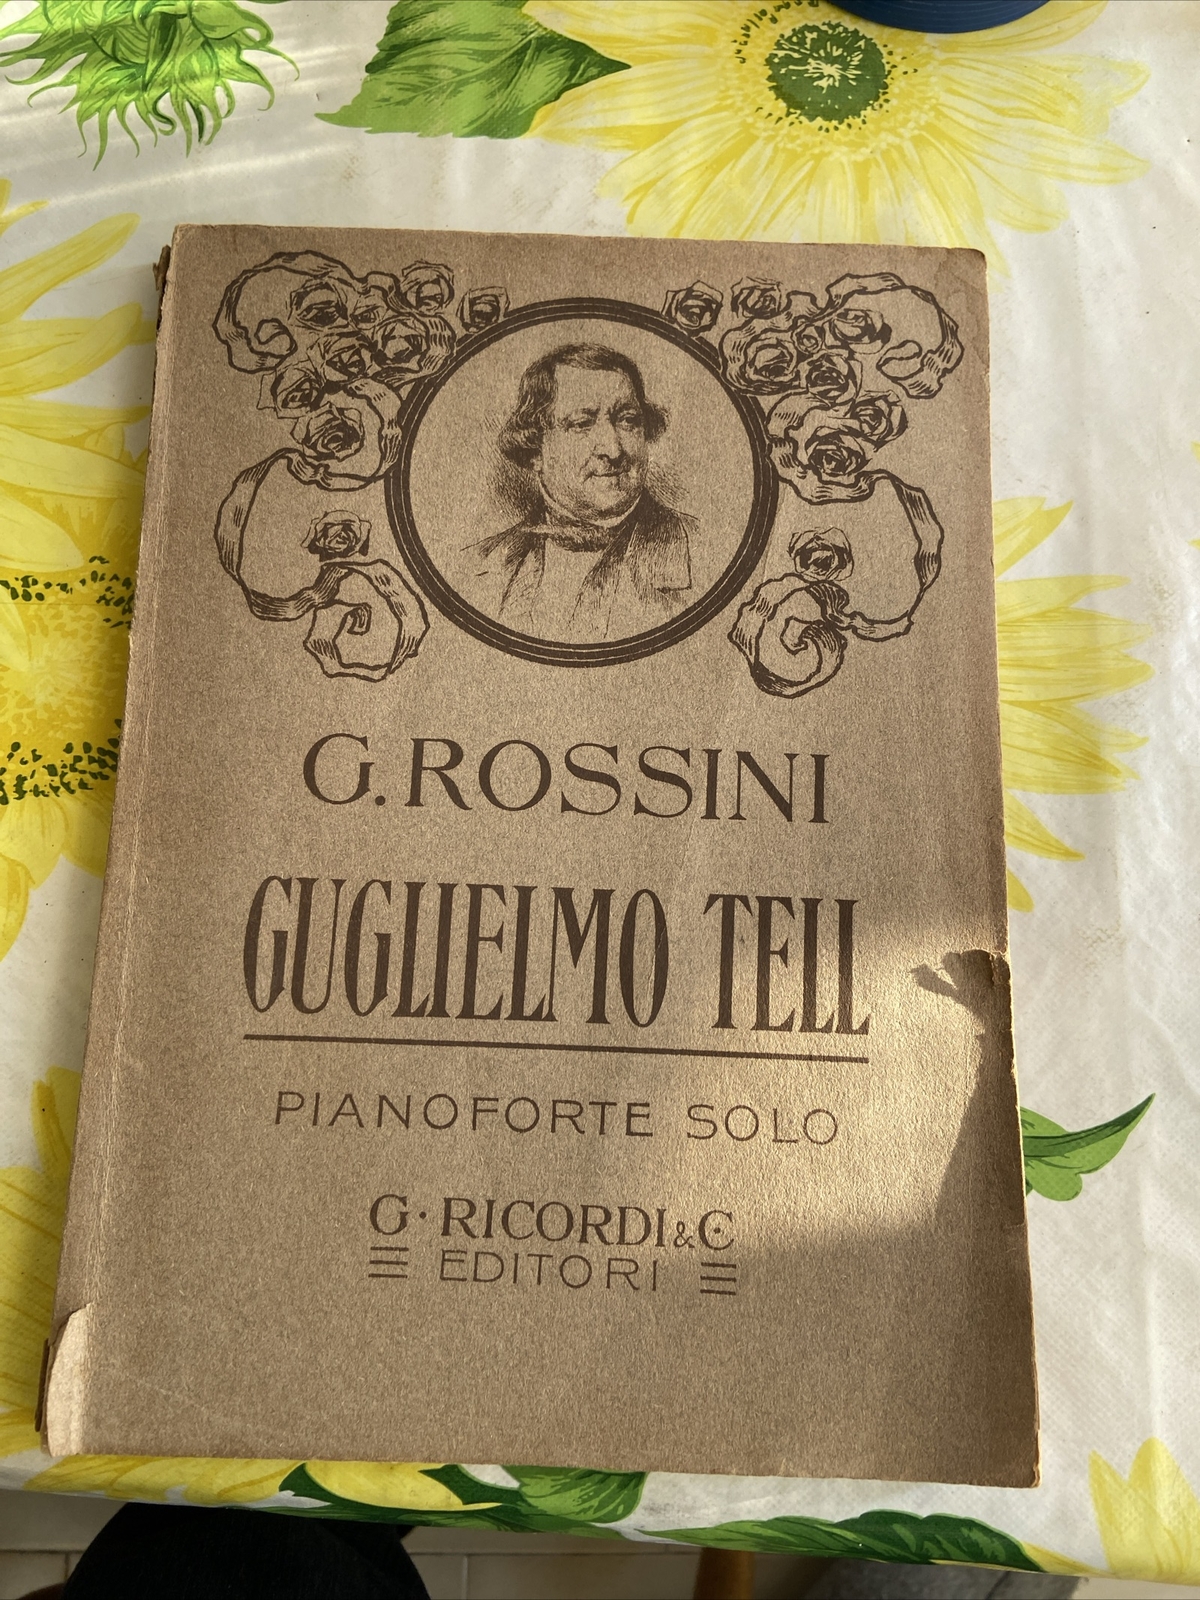 G. ROSSINI
GUGLIELMO TELL
PIANOFORTE SOLO
G. RICORDI & C.
EDITORI